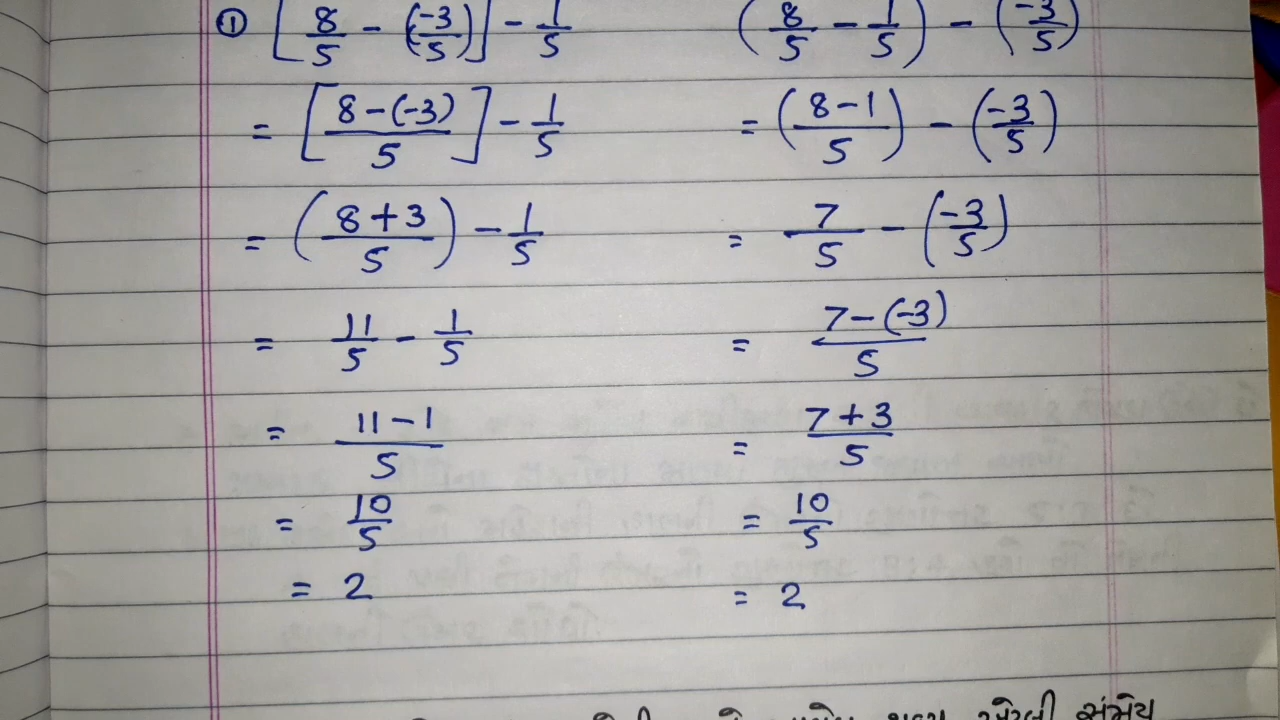 ① [8/5 - (-3/5)] - 1/5    (8/5 - 1/5) - (-3/5)
= [(8-(-3))/5] - 1/5    = ((8-1)/5) - (-3/5)
= ((8+3)/5) - 1/5    = 7/5 - (-3/5)
= 11/5 - 1/5    = (7-(-3))/5
= (11-1)/5    = (7+3)/5
= 10/5    = 10/5
= 2    = 2